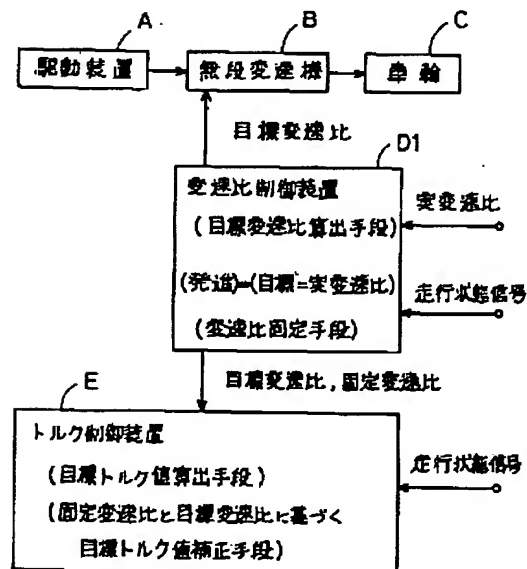 A
B
C
駆動装置
無段変速機
車輪
目標変速比
D1
変速比制御装置
(目標変速比算出手段)
(発進)=(目標=実変速比)
(変速比固定手段)
実変速比
走行状態信号
目標変速比,固定変速比
E
トルク制御装置
(目標トルク値算出手段)
(固定変速比と目標変速比に基づく
目標トルク値補正手段)
走行状態信号